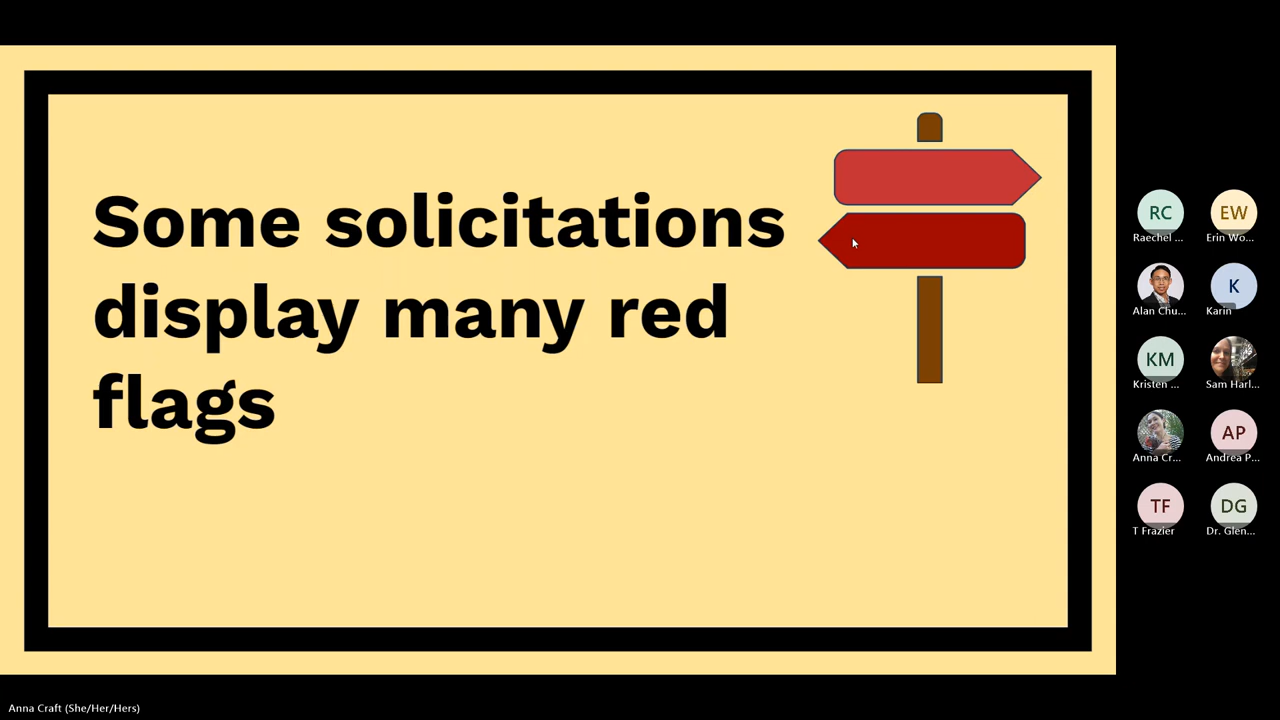 Some solicitations
display many red
flags
RC
EW
Raechel ...
Erin Wo...
K
Alan Chu...
Karin
KM
Kristen ...
Sam Harl...
AP
Anna Cr...
Andrea P...
TF
DG
T Frazier
Dr. Glen...
Anna Craft (She/Her/Hers)